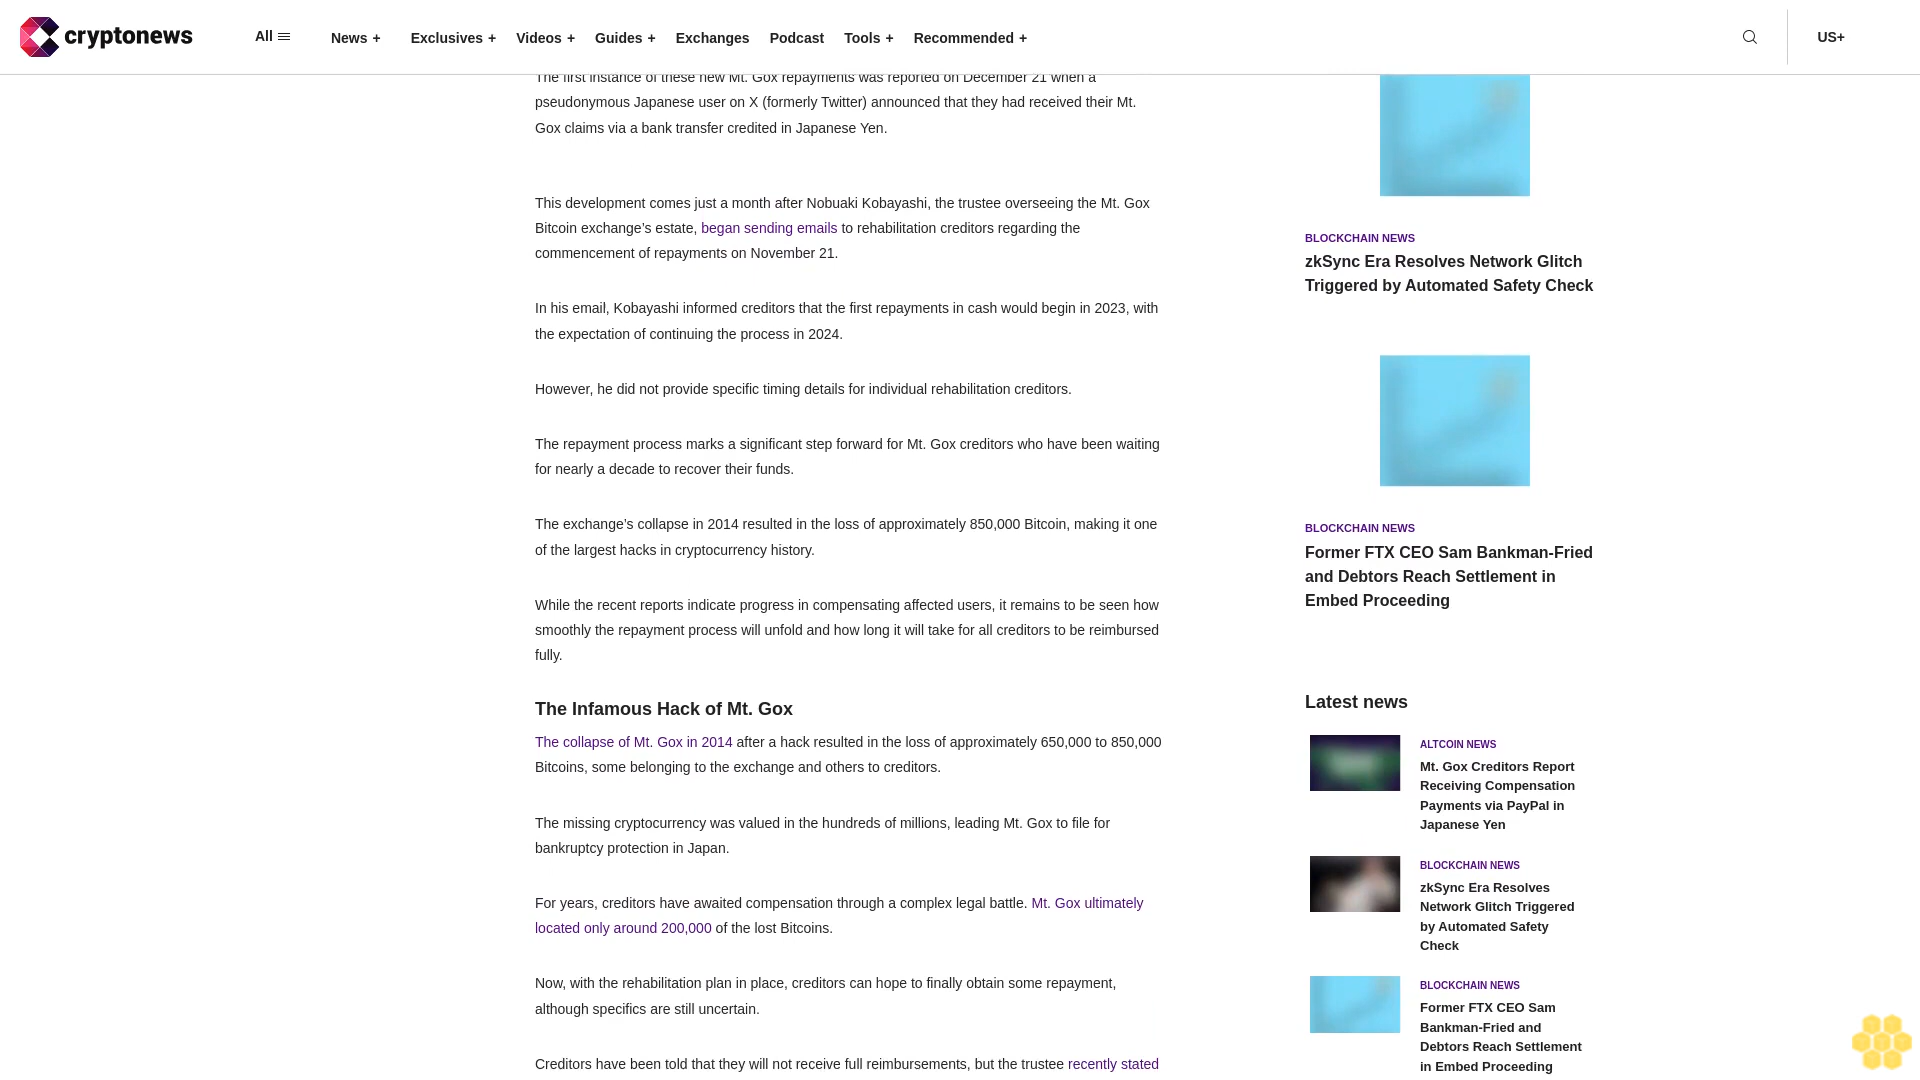 cryptonews
All
News +
Exclusives +
Videos +
Guides +
Exchanges
Podcast
Tools +
Recommended +
US+
The first instance of these new Mt. Gox repayments was reported on December 21 when a
pseudonymous Japanese user on X (formerly Twitter) announced that they had received their Mt.
Gox claims via a bank transfer credited in Japanese Yen.
This development comes just a month after Nobuaki Kobayashi, the trustee overseeing the Mt. Gox
Bitcoin exchange’s estate, began sending emails to rehabilitation creditors regarding the
commencement of repayments on November 21.
In his email, Kobayashi informed creditors that the first repayments in cash would begin in 2023, with
the expectation of continuing the process in 2024.
However, he did not provide specific timing details for individual rehabilitation creditors.
The repayment process marks a significant step forward for Mt. Gox creditors who have been waiting
for nearly a decade to recover their funds.
The exchange’s collapse in 2014 resulted in the loss of approximately 850,000 Bitcoin, making it one
of the largest hacks in cryptocurrency history.
While the recent reports indicate progress in compensating affected users, it remains to be seen how
smoothly the repayment process will unfold and how long it will take for all creditors to be reimbursed
fully.
The Infamous Hack of Mt. Gox
The collapse of Mt. Gox in 2014 after a hack resulted in the loss of approximately 650,000 to 850,000
Bitcoins, some belonging to the exchange and others to creditors.
The missing cryptocurrency was valued in the hundreds of millions, leading Mt. Gox to file for
bankruptcy protection in Japan.
For years, creditors have awaited compensation through a complex legal battle. Mt. Gox ultimately
located only around 200,000 of the lost Bitcoins.
Now, with the rehabilitation plan in place, creditors can hope to finally obtain some repayment,
although specifics are still uncertain.
Creditors have been told that they will not receive full reimbursements, but the trustee recently stated
BLOCKCHAIN NEWS
zkSync Era Resolves Network Glitch
Triggered by Automated Safety Check
BLOCKCHAIN NEWS
Former FTX CEO Sam Bankman-Fried
and Debtors Reach Settlement in
Embed Proceeding
Latest news
ALTCOIN NEWS
Mt. Gox Creditors Report
Receiving Compensation
Payments via PayPal in
Japanese Yen
BLOCKCHAIN NEWS
zkSync Era Resolves
Network Glitch Triggered
by Automated Safety
Check
BLOCKCHAIN NEWS
Former FTX CEO Sam
Bankman-Fried and
Debtors Reach Settlement
in Embed Proceeding